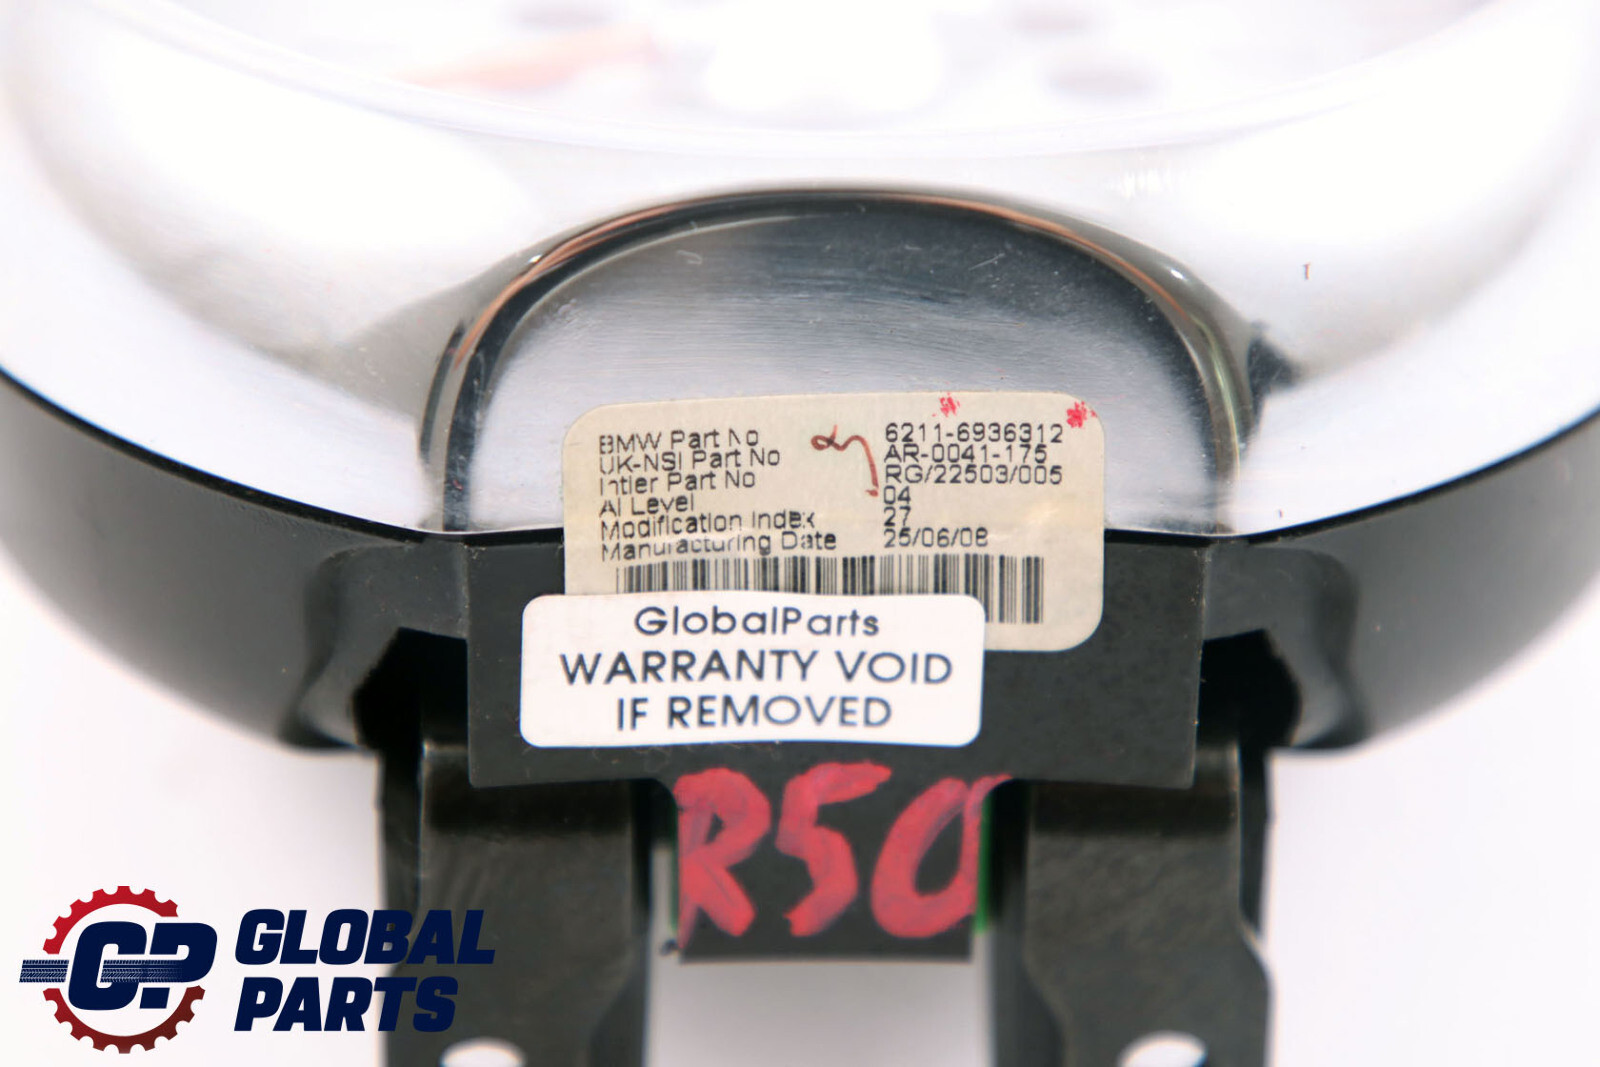 BMW Part No 6211-6936312
UK-NSI Part No AR-0041-175
Intier Part No RG/22503/005
AI Level 04
Modification Index 27
Manufacturing Date 25/06/08
GlobalParts
WARRANTY VOID
IF REMOVED
R50
GP GLOBAL
PARTS